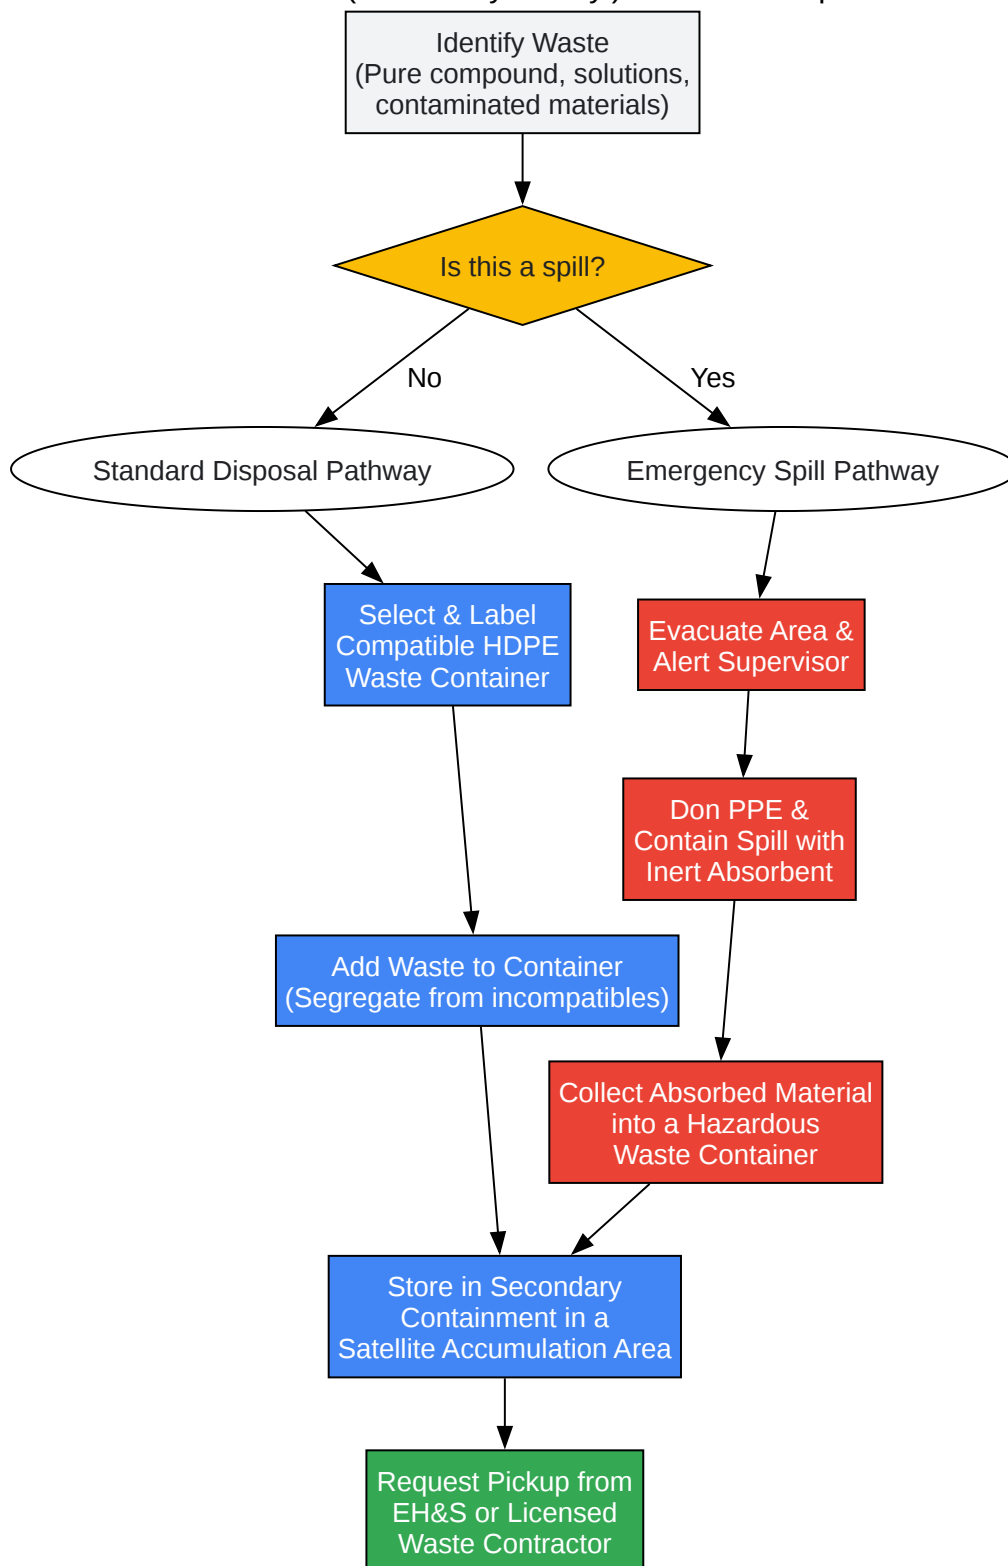 Identify Waste
(Pure compound, solutions,
contaminated materials)
Is this a spill?
No
Yes
Standard Disposal Pathway
Emergency Spill Pathway
Select & Label
Compatible HDPE
Waste Container
Evacuate Area &
Alert Supervisor
Don PPE &
Contain Spill with
Inert Absorbent
Add Waste to Container
(Segregate from incompatibles)
Collect Absorbed Material
into a Hazardous
Waste Container
Store in Secondary
Containment in a
Satellite Accumulation Area
Request Pickup from
EH&S or Licensed
Waste Contractor